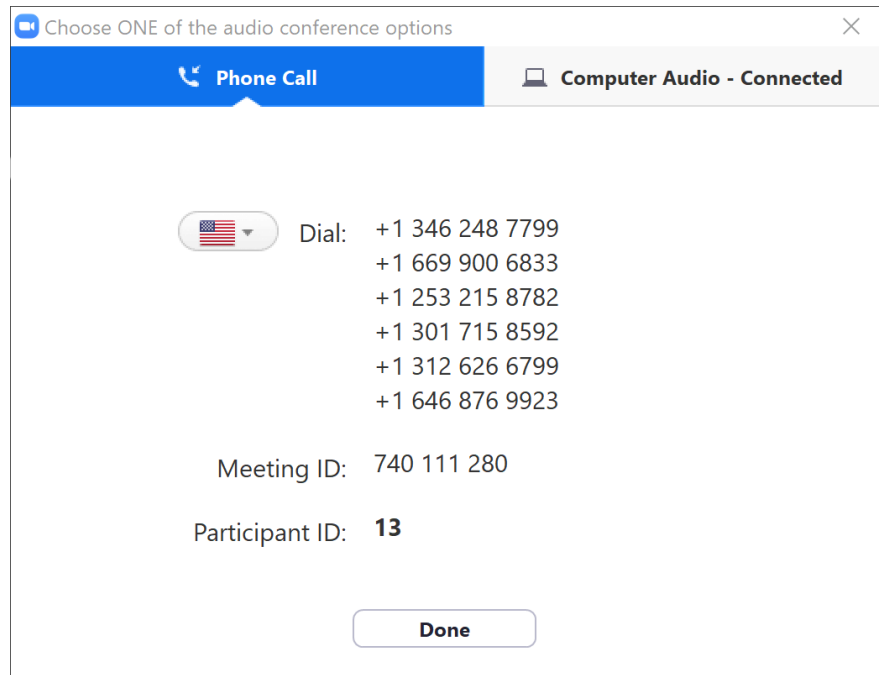 Choose ONE of the audio conference options
Phone Call
Computer Audio - Connected
Dial: +1 346 248 7799
+1 669 900 6833
+1 253 215 8782
+1 301 715 8592
+1 312 626 6799
+1 646 876 9923
Meeting ID: 740 111 280
Participant ID: 13
Done